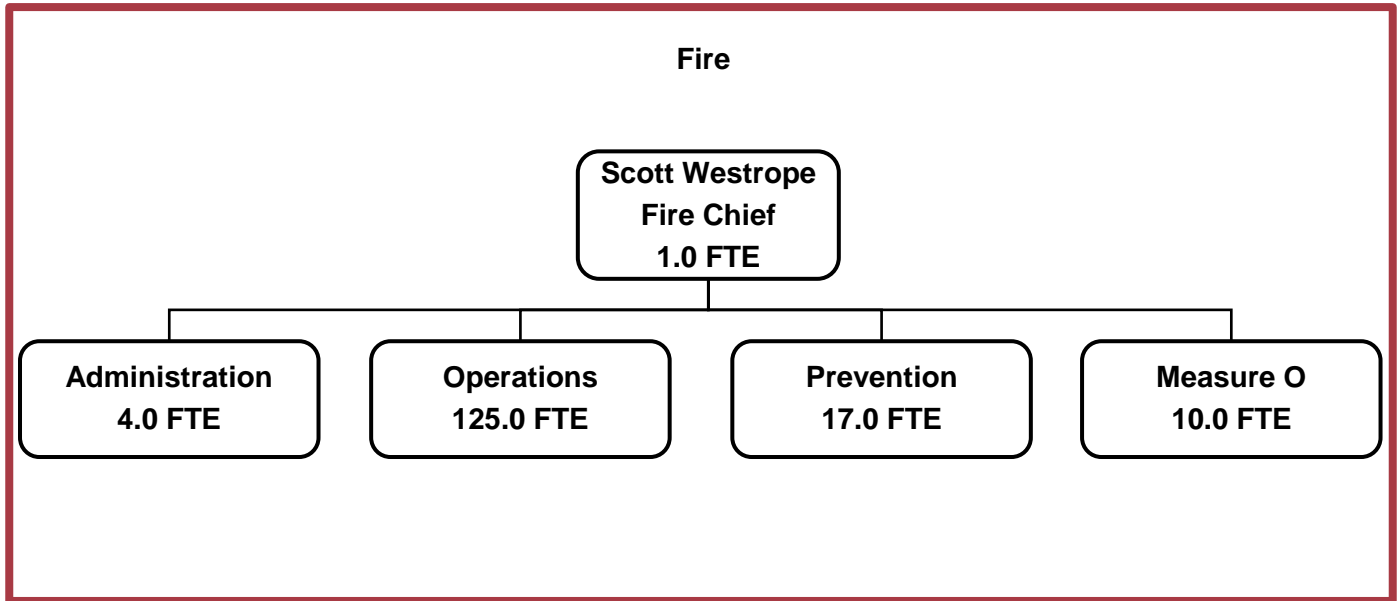 Fire
Scott Westrope
Fire Chief
1.0 FTE
Administration
4.0 FTE
Operations
125.0 FTE
Prevention
17.0 FTE
Measure O
10.0 FTE